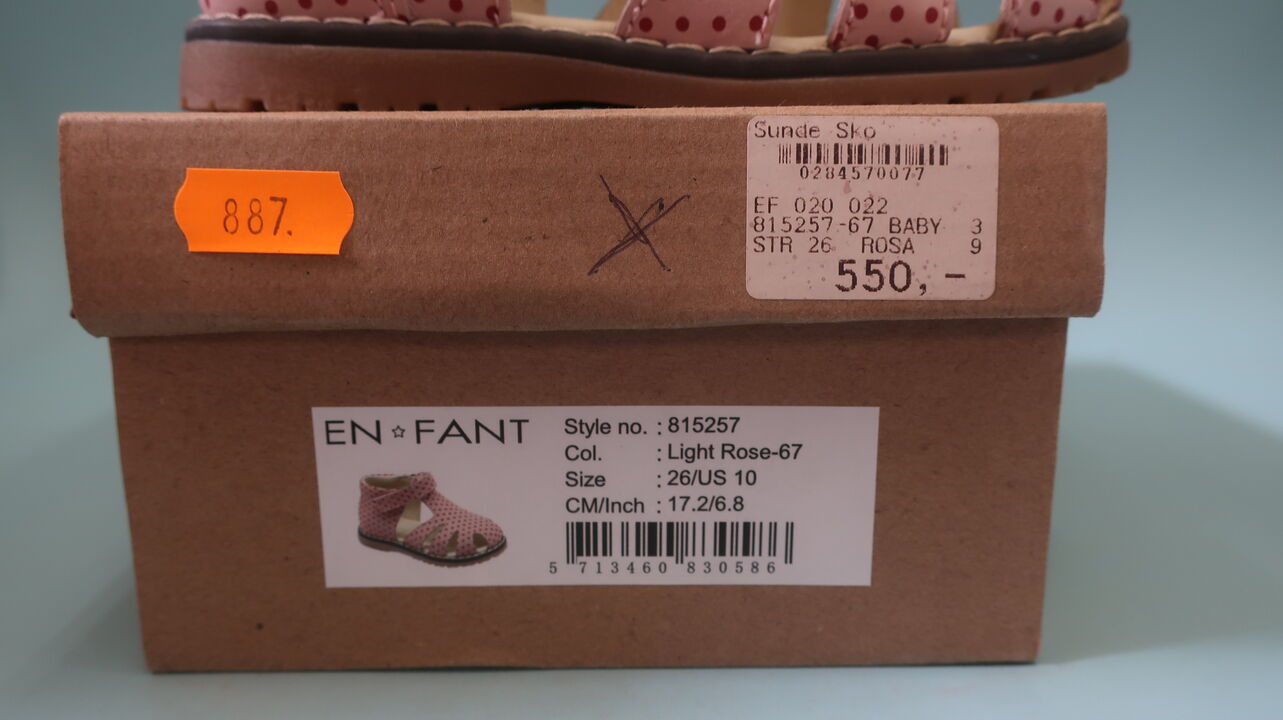 887.
Sunde Sko
0284570077
EF 020 022
815257-67 BABY 3
STR 26 ROSA 9
550,-
EN☆FANT
Style no. : 815257
Col. : Light Rose-67
Size : 26/US 10
CM/Inch : 17.2/6.8
5 713460 830586